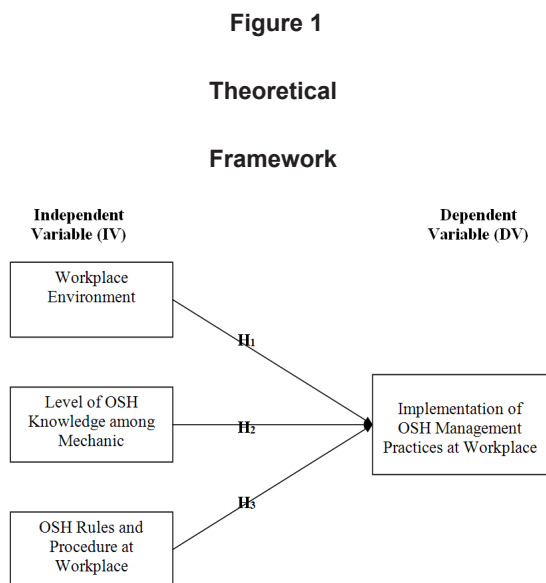 Figure 1
Theoretical
Framework
Independent
Variable (IV)
Dependent
Variable (DV)
Workplace
Environment
H₁
Level of OSH
Knowledge among
Mechanic
H₂
Implementation of
OSH Management
Practices at Workplace
H₃
OSH Rules and
Procedure at
Workplace